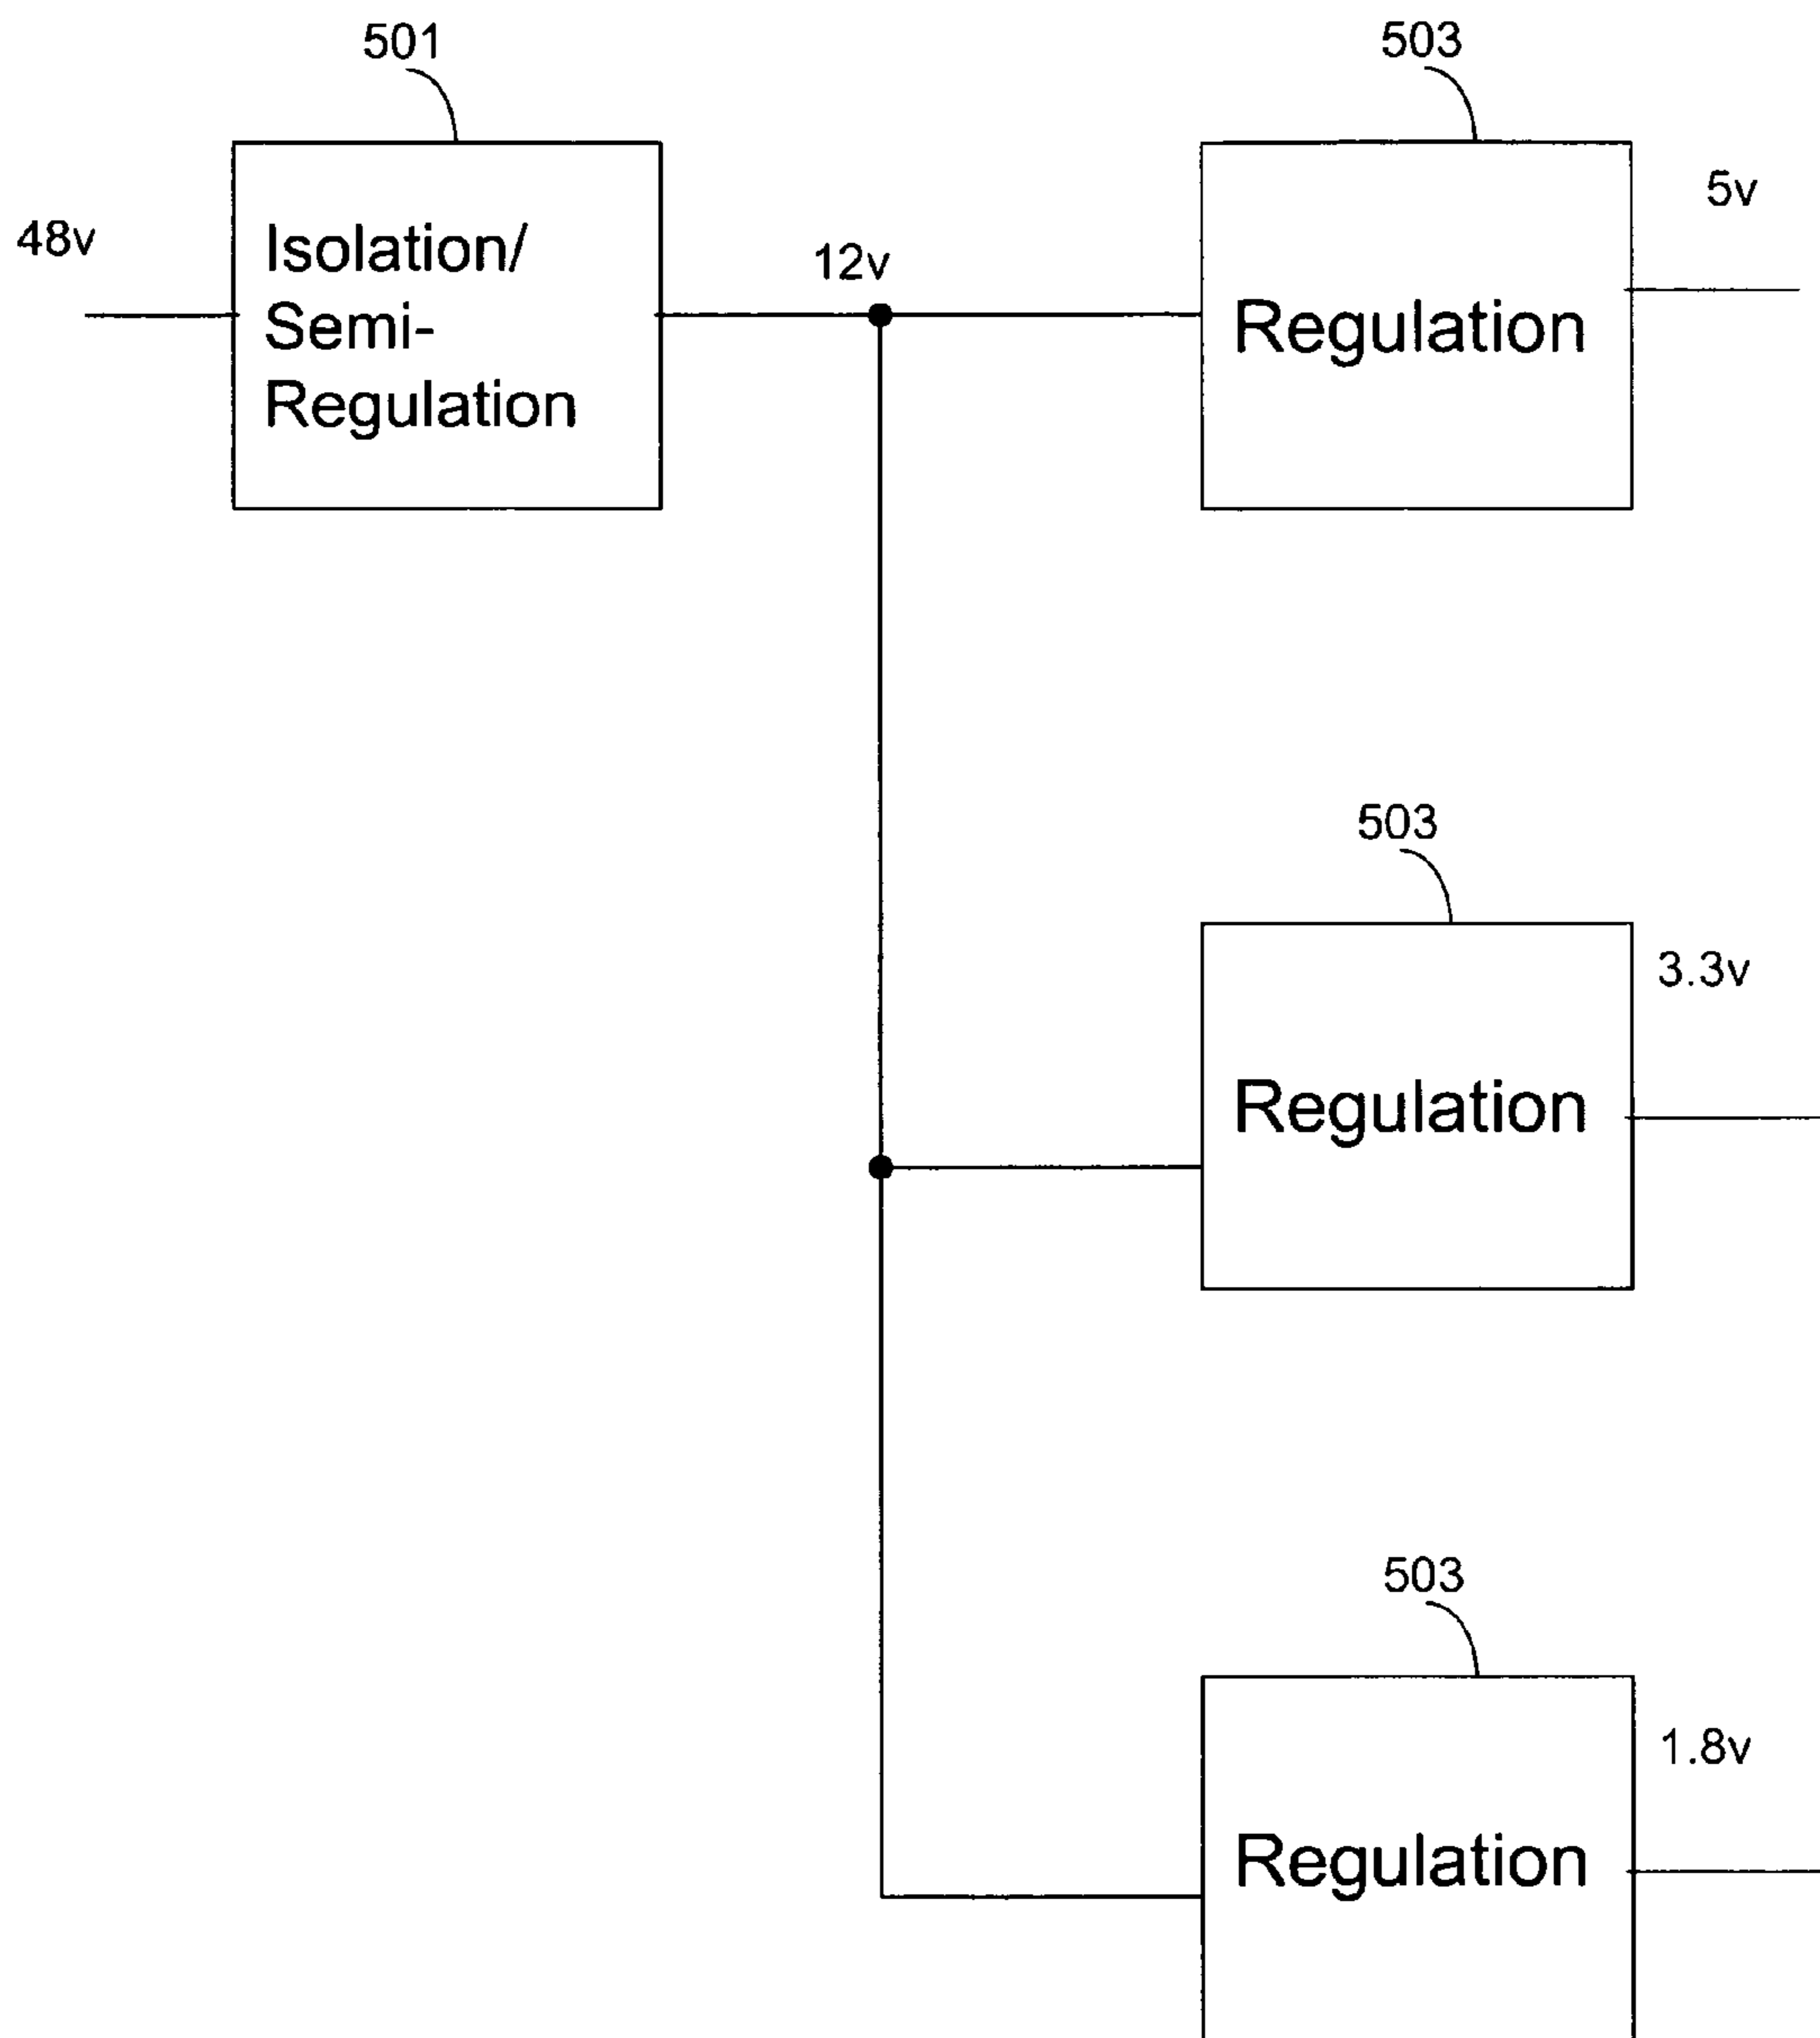 501
503
48v
Isolation/
Semi-
Regulation
12v
Regulation
5v
503
3.3v
Regulation
503
1.8v
Regulation